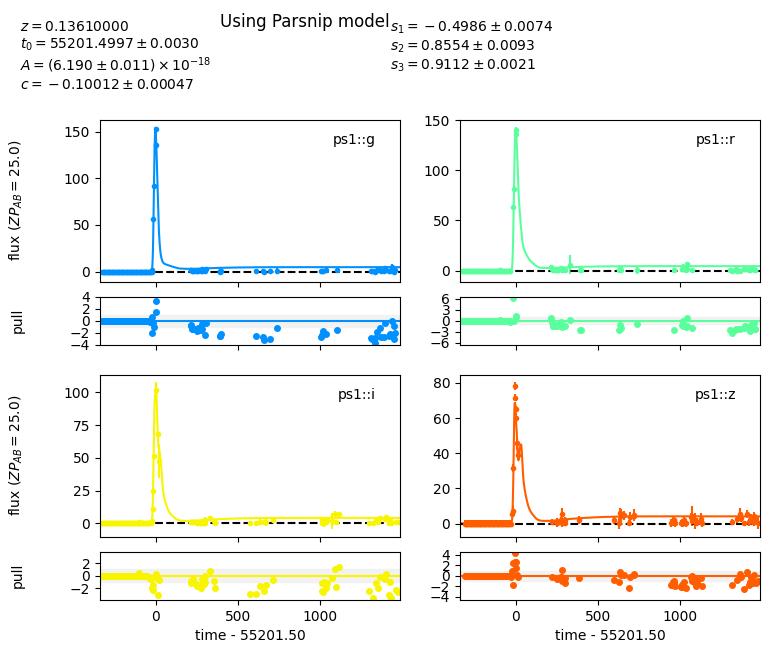 Using Parsnip model
z = 0.13610000
t₀ = 55201.4997 ± 0.0030
A = (6.190 ± 0.011) × 10⁻¹⁸
c = −0.10012 ± 0.00047
s₁ = −0.4986 ± 0.0074
s₂ = 0.8554 ± 0.0093
s₃ = 0.9112 ± 0.0021
flux (ZP_AB = 25.0)
150
100
50
0
ps1::g
150
100
50
0
ps1::r
pull
4
2
0
−2
−4
6
3
0
−3
−6
flux (ZP_AB = 25.0)
100
75
50
25
0
ps1::i
80
60
40
20
0
ps1::z
pull
2
0
−2
4
2
0
−2
−4
0 500 1000
0 500 1000
time - 55201.50
time - 55201.50